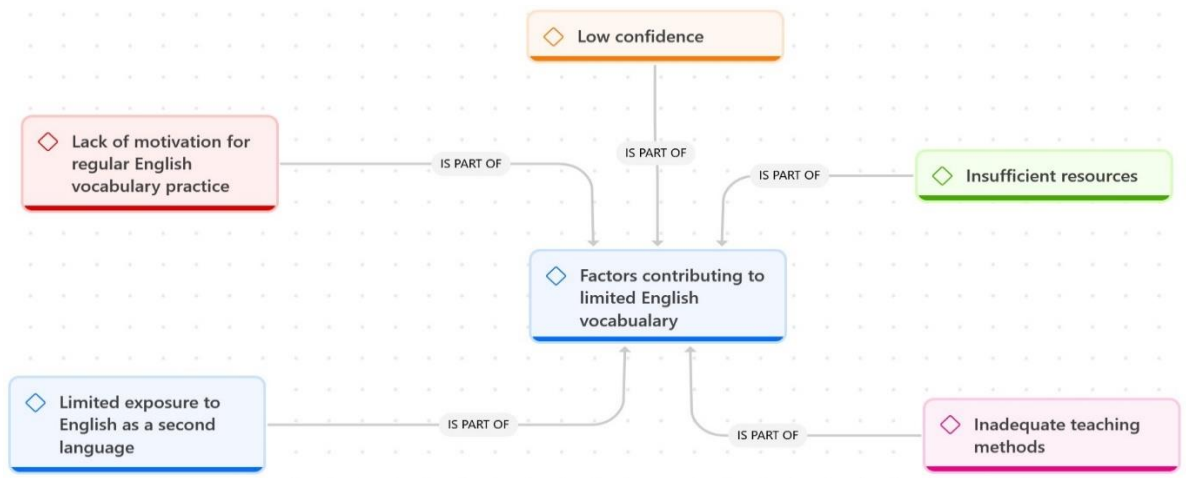 Low confidence
Lack of motivation for
regular English
vocabulary practice
IS PART OF
IS PART OF
IS PART OF
Insufficient resources
Factors contributing to
limited English
vocabualary
Limited exposure to
English as a second
language
IS PART OF
IS PART OF
Inadequate teaching
methods